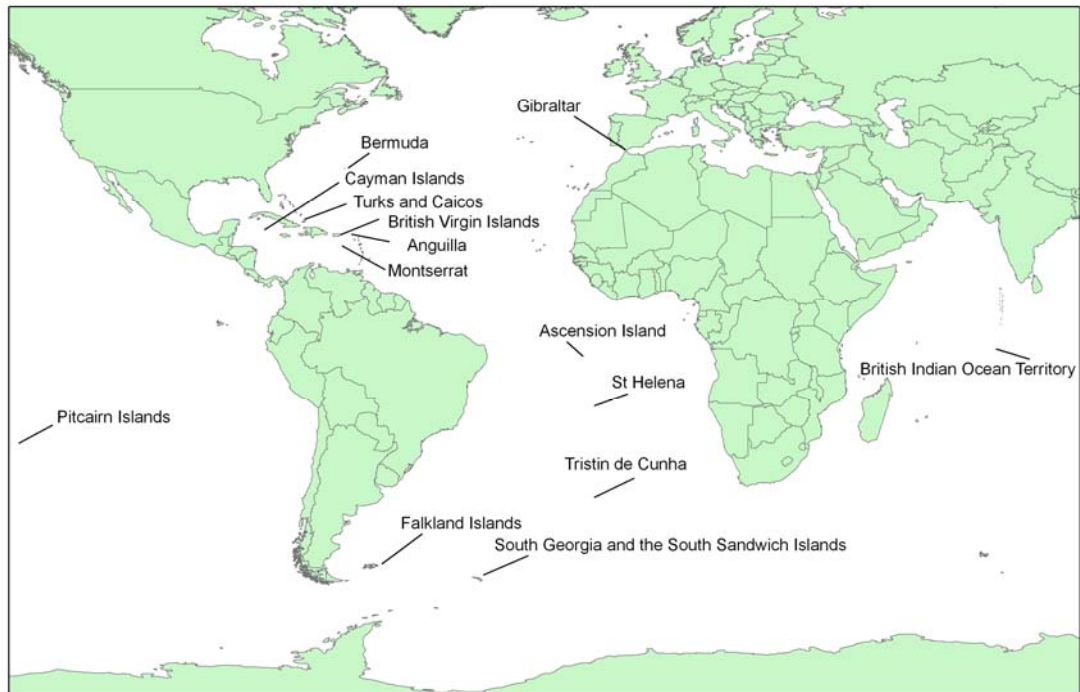 Gibraltar
Bermuda
Cayman Islands
Turks and Caicos
British Virgin Islands
Anguilla
Montserrat
Ascension Island
British Indian Ocean Territory
St Helena
Pitcairn Islands
Tristin de Cunha
Falkland Islands
South Georgia and the South Sandwich Islands